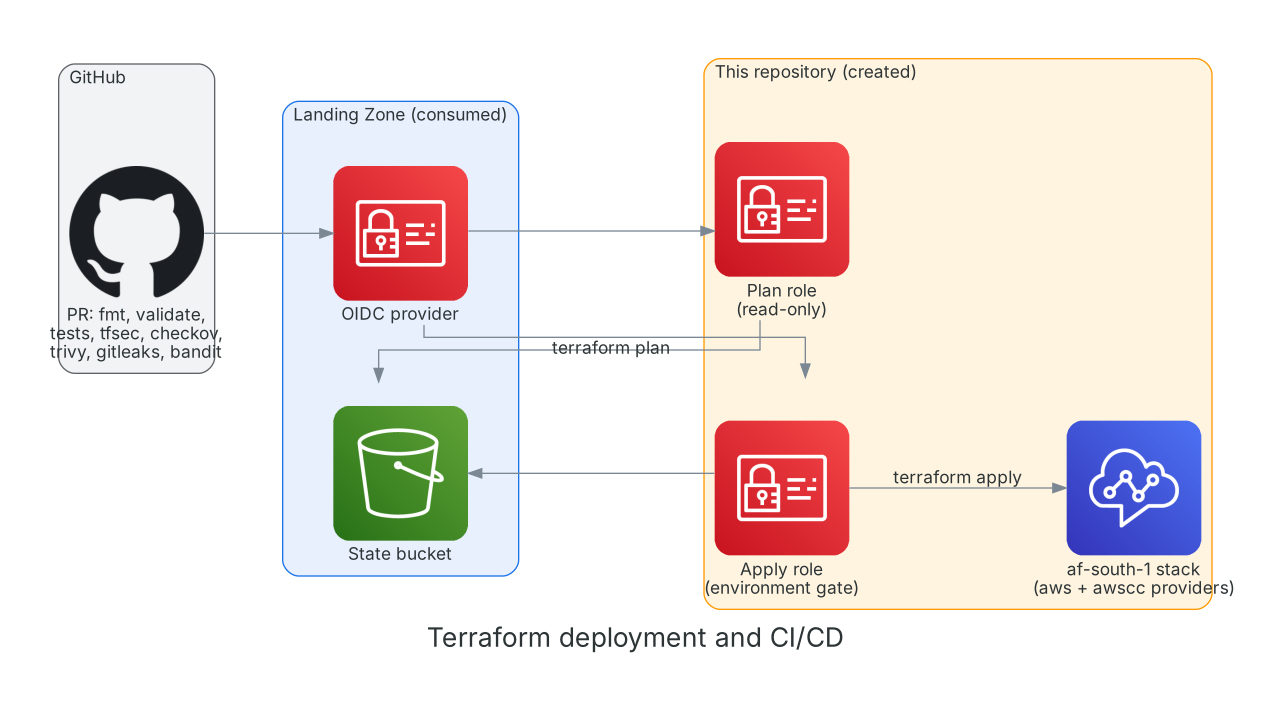 GitHub
PR: fmt, validate,
tests, tfsec, checkov,
trivy, gitleaks, bandit
Landing Zone (consumed)
OIDC provider
State bucket
terraform plan
This repository (created)
Plan role
(read-only)
Apply role
(environment gate)
terraform apply
af-south-1 stack
(aws + awscc providers)
Terraform deployment and CI/CD